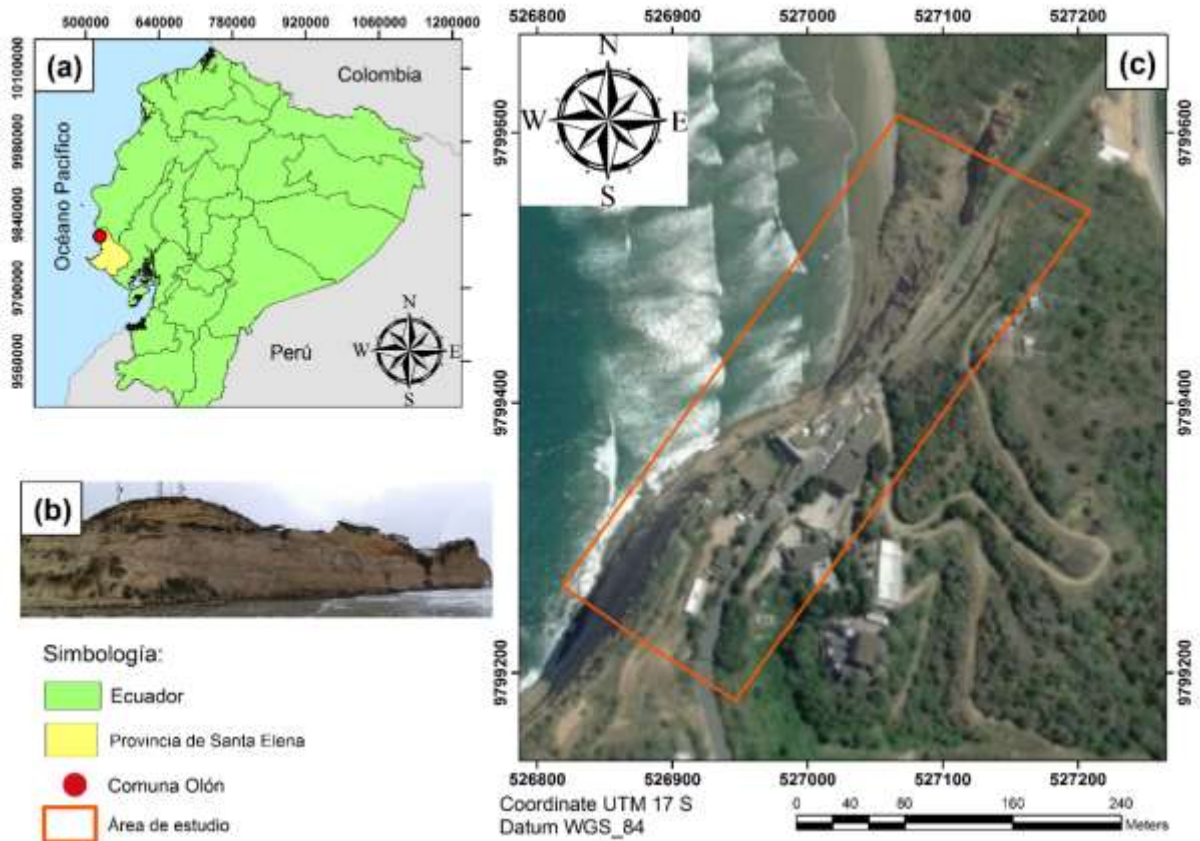 500000 640000 780000 920000 1060000 1200000
(a)
Colombia
10100000
9980000
9840000
9700000
9560000
Océano Pacífico
N
W E
S
Perú
(b)
Simbología:
Ecuador
Provincia de Santa Elena
Comuna Olón
Área de estudio
526800 526900 527000 527100 527200
(c)
N
W E
S
9799600
9799400
9799200
9799600
9799400
9799200
526800 526900 527000 527100 527200
Coordinate UTM 17 S
Datum WGS_84
0 40 80 160 240
Meters